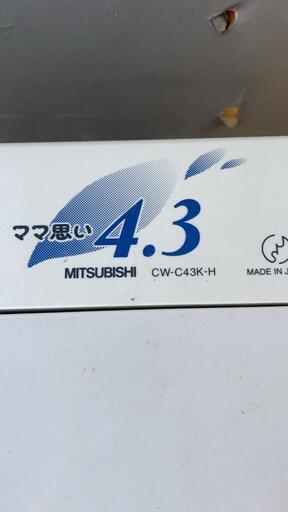 ママ思い 4.3
MITSUBISHI CW-C43K-H
MADE IN J